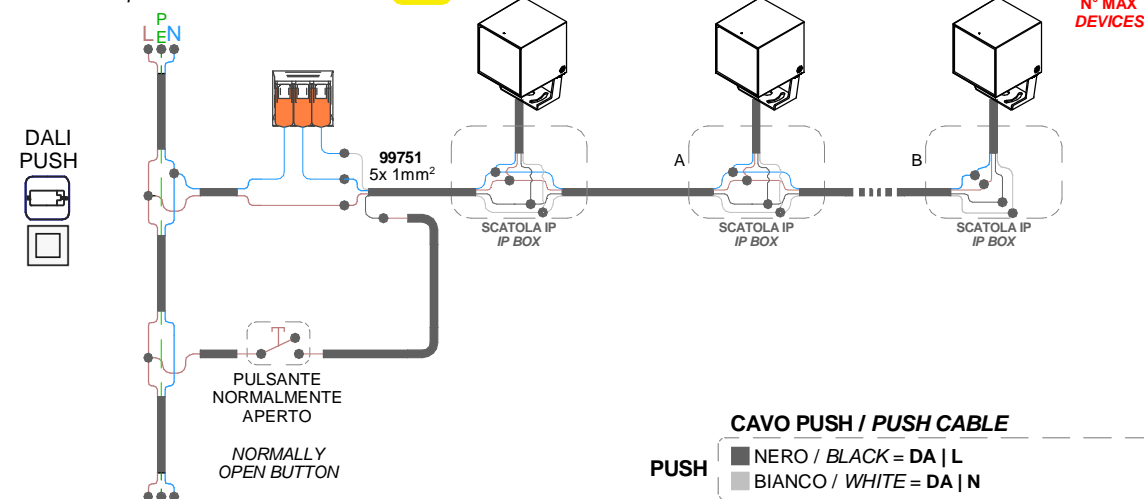 N° MAX
DEVICES
L PE N
DALI
PUSH
99751
5x 1mm²
A
B
SCATOLA IP
IP BOX
SCATOLA IP
IP BOX
SCATOLA IP
IP BOX
PULSANTE
NORMALMENTE
APERTO
NORMALLY
OPEN BUTTON
CAVO PUSH / PUSH CABLE
PUSH
NERO / BLACK = DA | L
BIANCO / WHITE = DA | N